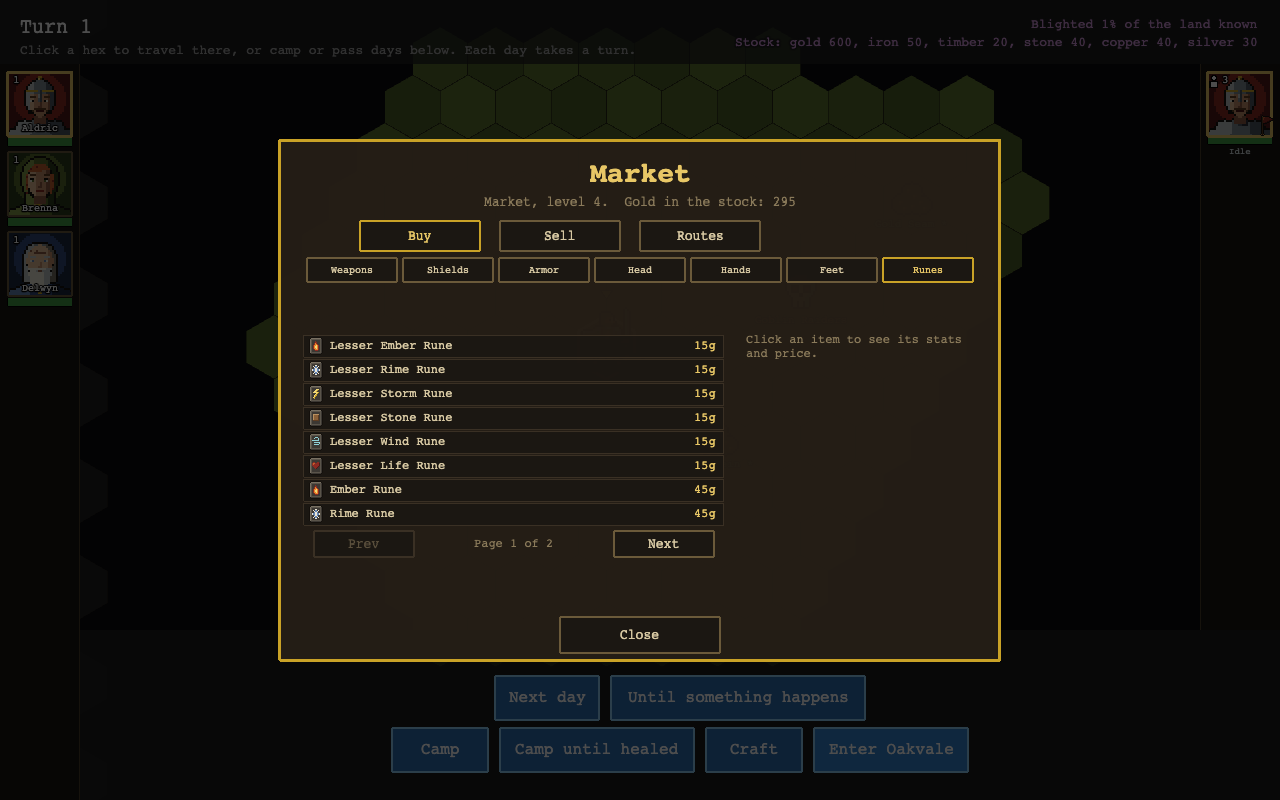 Turn 1
Click a hex to travel there, or camp or pass days below. Each day takes a turn.
Blighted 1% of the land known
Stock: gold 600, iron 50, timber 20, stone 40, copper 40, silver 30
1
Aldric
1
Brenna
1
Delwyn
3
Idle
Market
Market, level 4. Gold in the stock: 295
Buy Sell Routes
Weapons Shields Armor Head Hands Feet Runes
Lesser Ember Rune 15g
Lesser Rime Rune 15g
Lesser Storm Rune 15g
Lesser Stone Rune 15g
Lesser Wind Rune 15g
Lesser Life Rune 15g
Ember Rune 45g
Rime Rune 45g
Click an item to see its stats
and price.
Prev Page 1 of 2 Next
Close
Next day Until something happens
Camp Camp until healed Craft Enter Oakvale